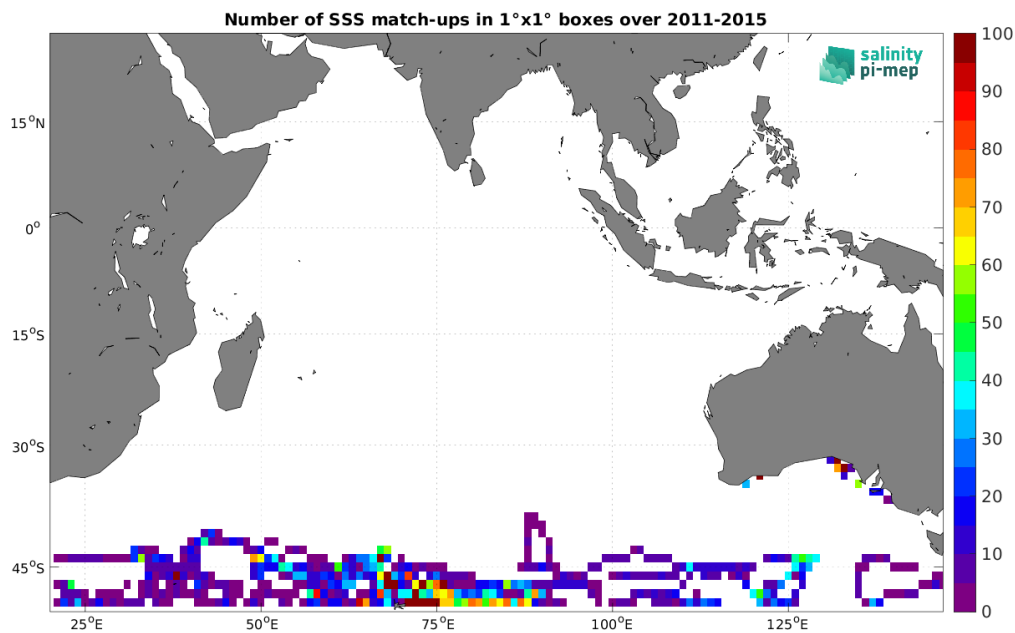 Number of SSS match-ups in 1°x1° boxes over 2011-2015
salinity
pi-mep
15°N
0°
15°S
30°S
45°S
25°E
50°E
75°E
100°E
125°E
100
90
80
70
60
50
40
30
20
10
0